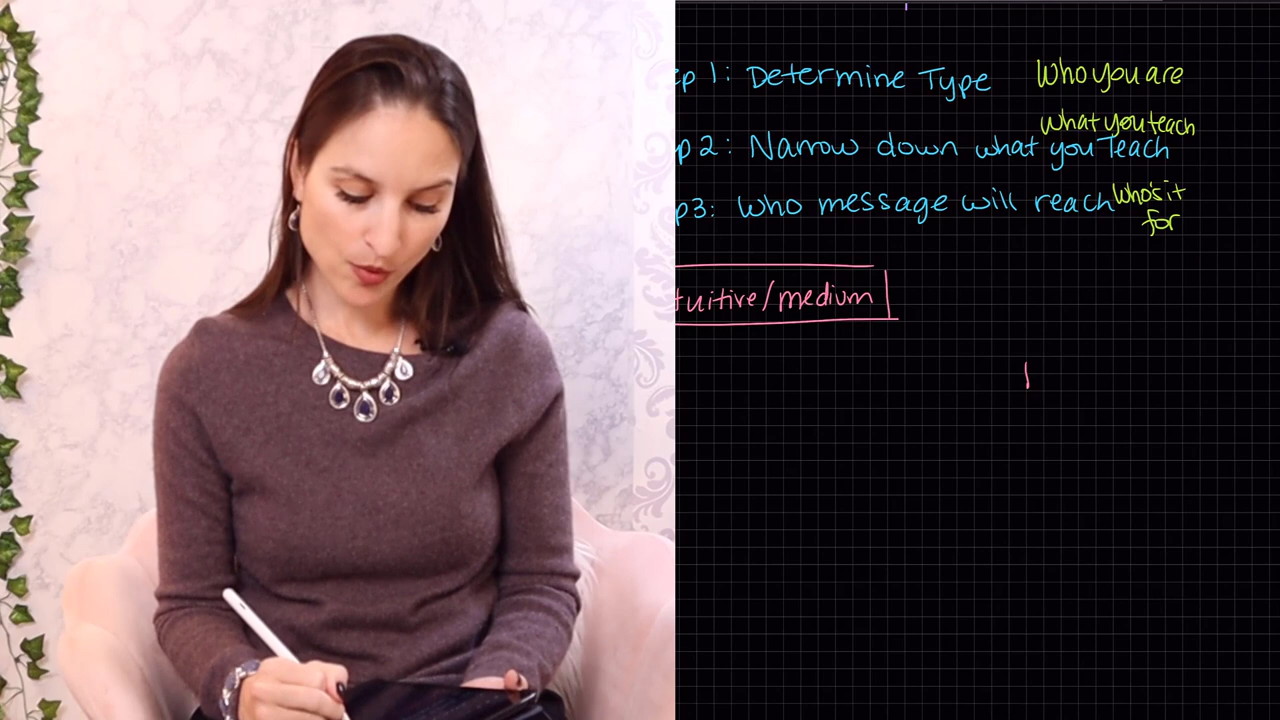 ep 1: Determine Type Who you are
what you teach
p 2: Narrow down what you Teach
p3: who message will reach Who's it
for
tuitive/medium